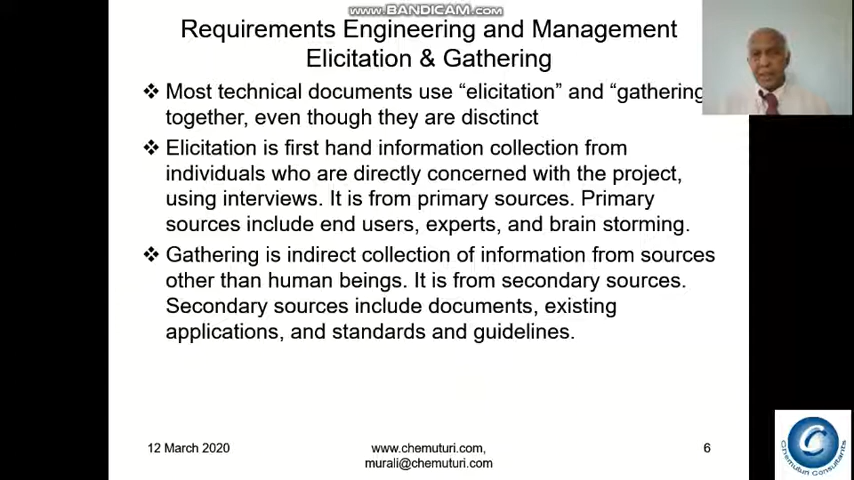 www.BANDICAM.com
Requirements Engineering and Management
Elicitation & Gathering
❖ Most technical documents use “elicitation” and “gathering
together, even though they are disctinct
❖ Elicitation is first hand information collection from
individuals who are directly concerned with the project,
using interviews. It is from primary sources. Primary
sources include end users, experts, and brain storming.
❖ Gathering is indirect collection of information from sources
other than human beings. It is from secondary sources.
Secondary sources include documents, existing
applications, and standards and guidelines.
12 March 2020
www.chemuturi.com,
murali@chemuturi.com
6
Chemuturi Consultants